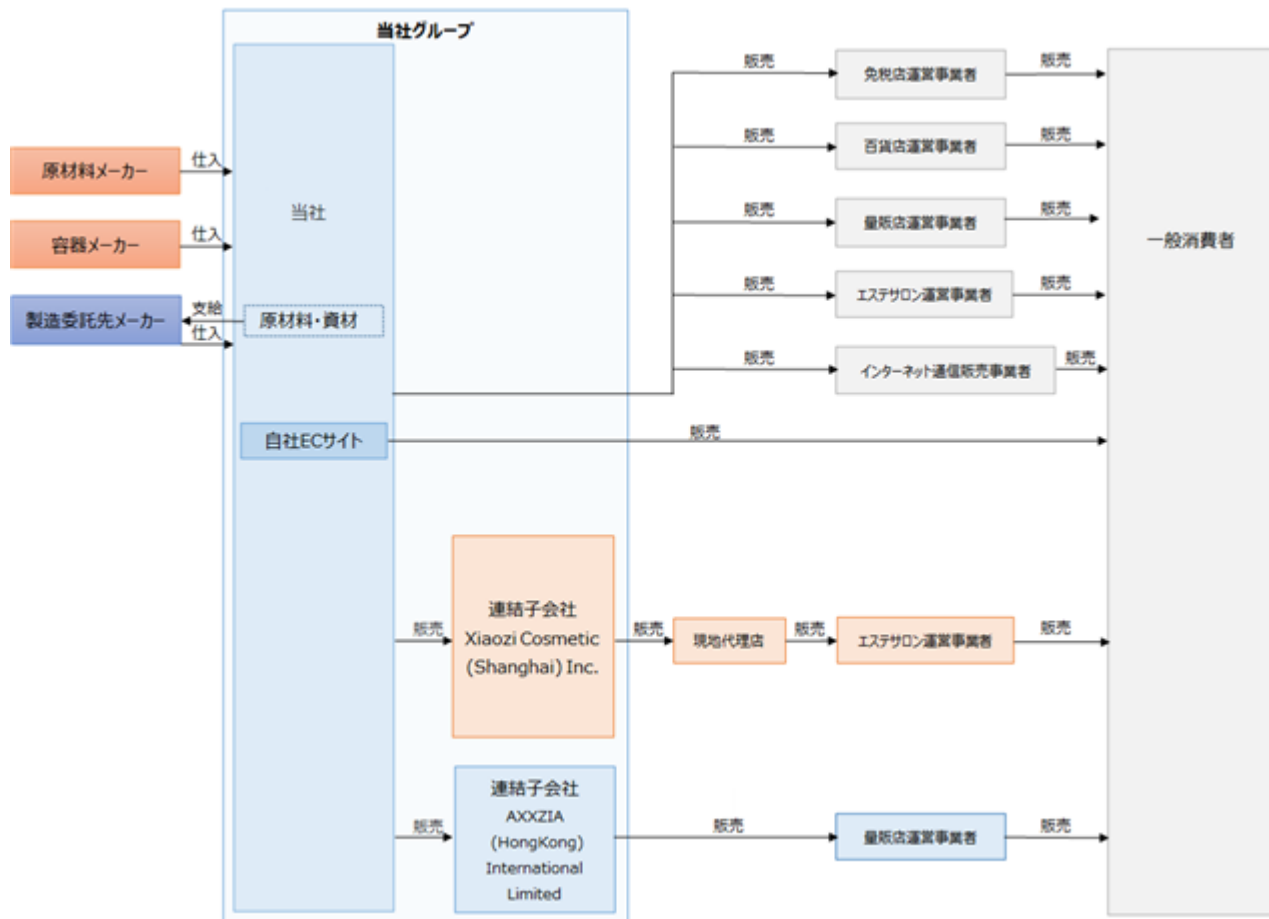 当社グループ
販売
免税店運営事業者
販売
販売
百貨店運営事業者
販売
原材料メーカー
仕入
当社
販売
量販店運営事業者
販売
容器メーカー
仕入
一般消費者
製造委託先メーカー
支給
仕入
原材料・資材
販売
エステサロン運営事業者
販売
販売
インターネット通信販売事業者
販売
自社ECサイト
販売
販売
連結子会社
Xiaozi Cosmetic
(Shanghai) Inc.
販売
現地代理店
販売
エステサロン運営事業者
販売
販売
連結子会社
AXXZIA
(HongKong)
International
Limited
販売
量販店運営事業者
販売